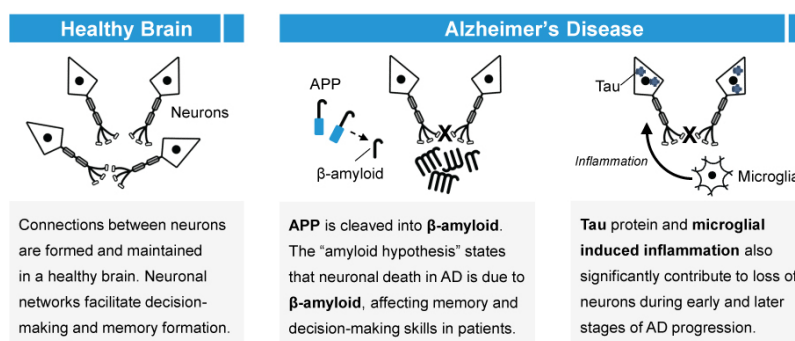 Healthy Brain
Alzheimer's Disease
Neurons
APP
β-amyloid
Tau
Inflammation
Microglia
Connections between neurons
are formed and maintained
in a healthy brain. Neuronal
networks facilitate decision-
making and memory formation.
APP is cleaved into β-amyloid.
The “amyloid hypothesis” states
that neuronal death in AD is due to
β-amyloid, affecting memory and
decision-making skills in patients.
Tau protein and microglial
induced inflammation also
significantly contribute to loss of
neurons during early and later
stages of AD progression.